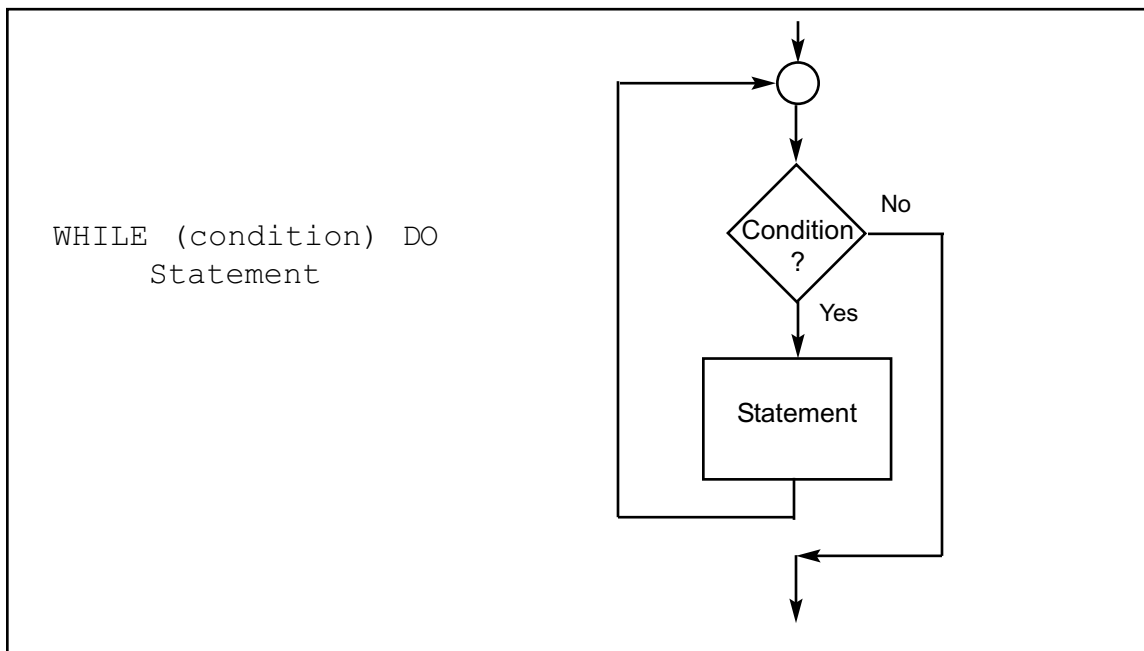 WHILE (condition) DO
Statement
No
Condition
?
Yes
Statement